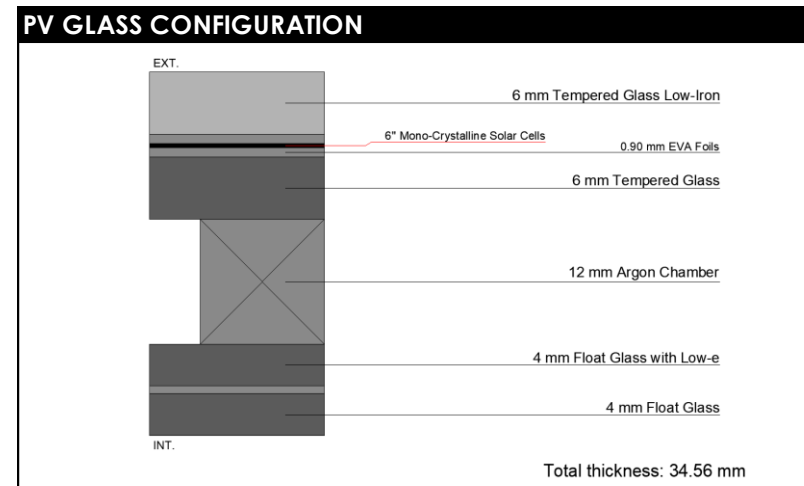 PV GLASS CONFIGURATION
EXT.
6 mm Tempered Glass Low-Iron
6" Mono-Crystalline Solar Cells
0.90 mm EVA Foils
6 mm Tempered Glass
12 mm Argon Chamber
4 mm Float Glass with Low-e
4 mm Float Glass
INT.
Total thickness: 34.56 mm